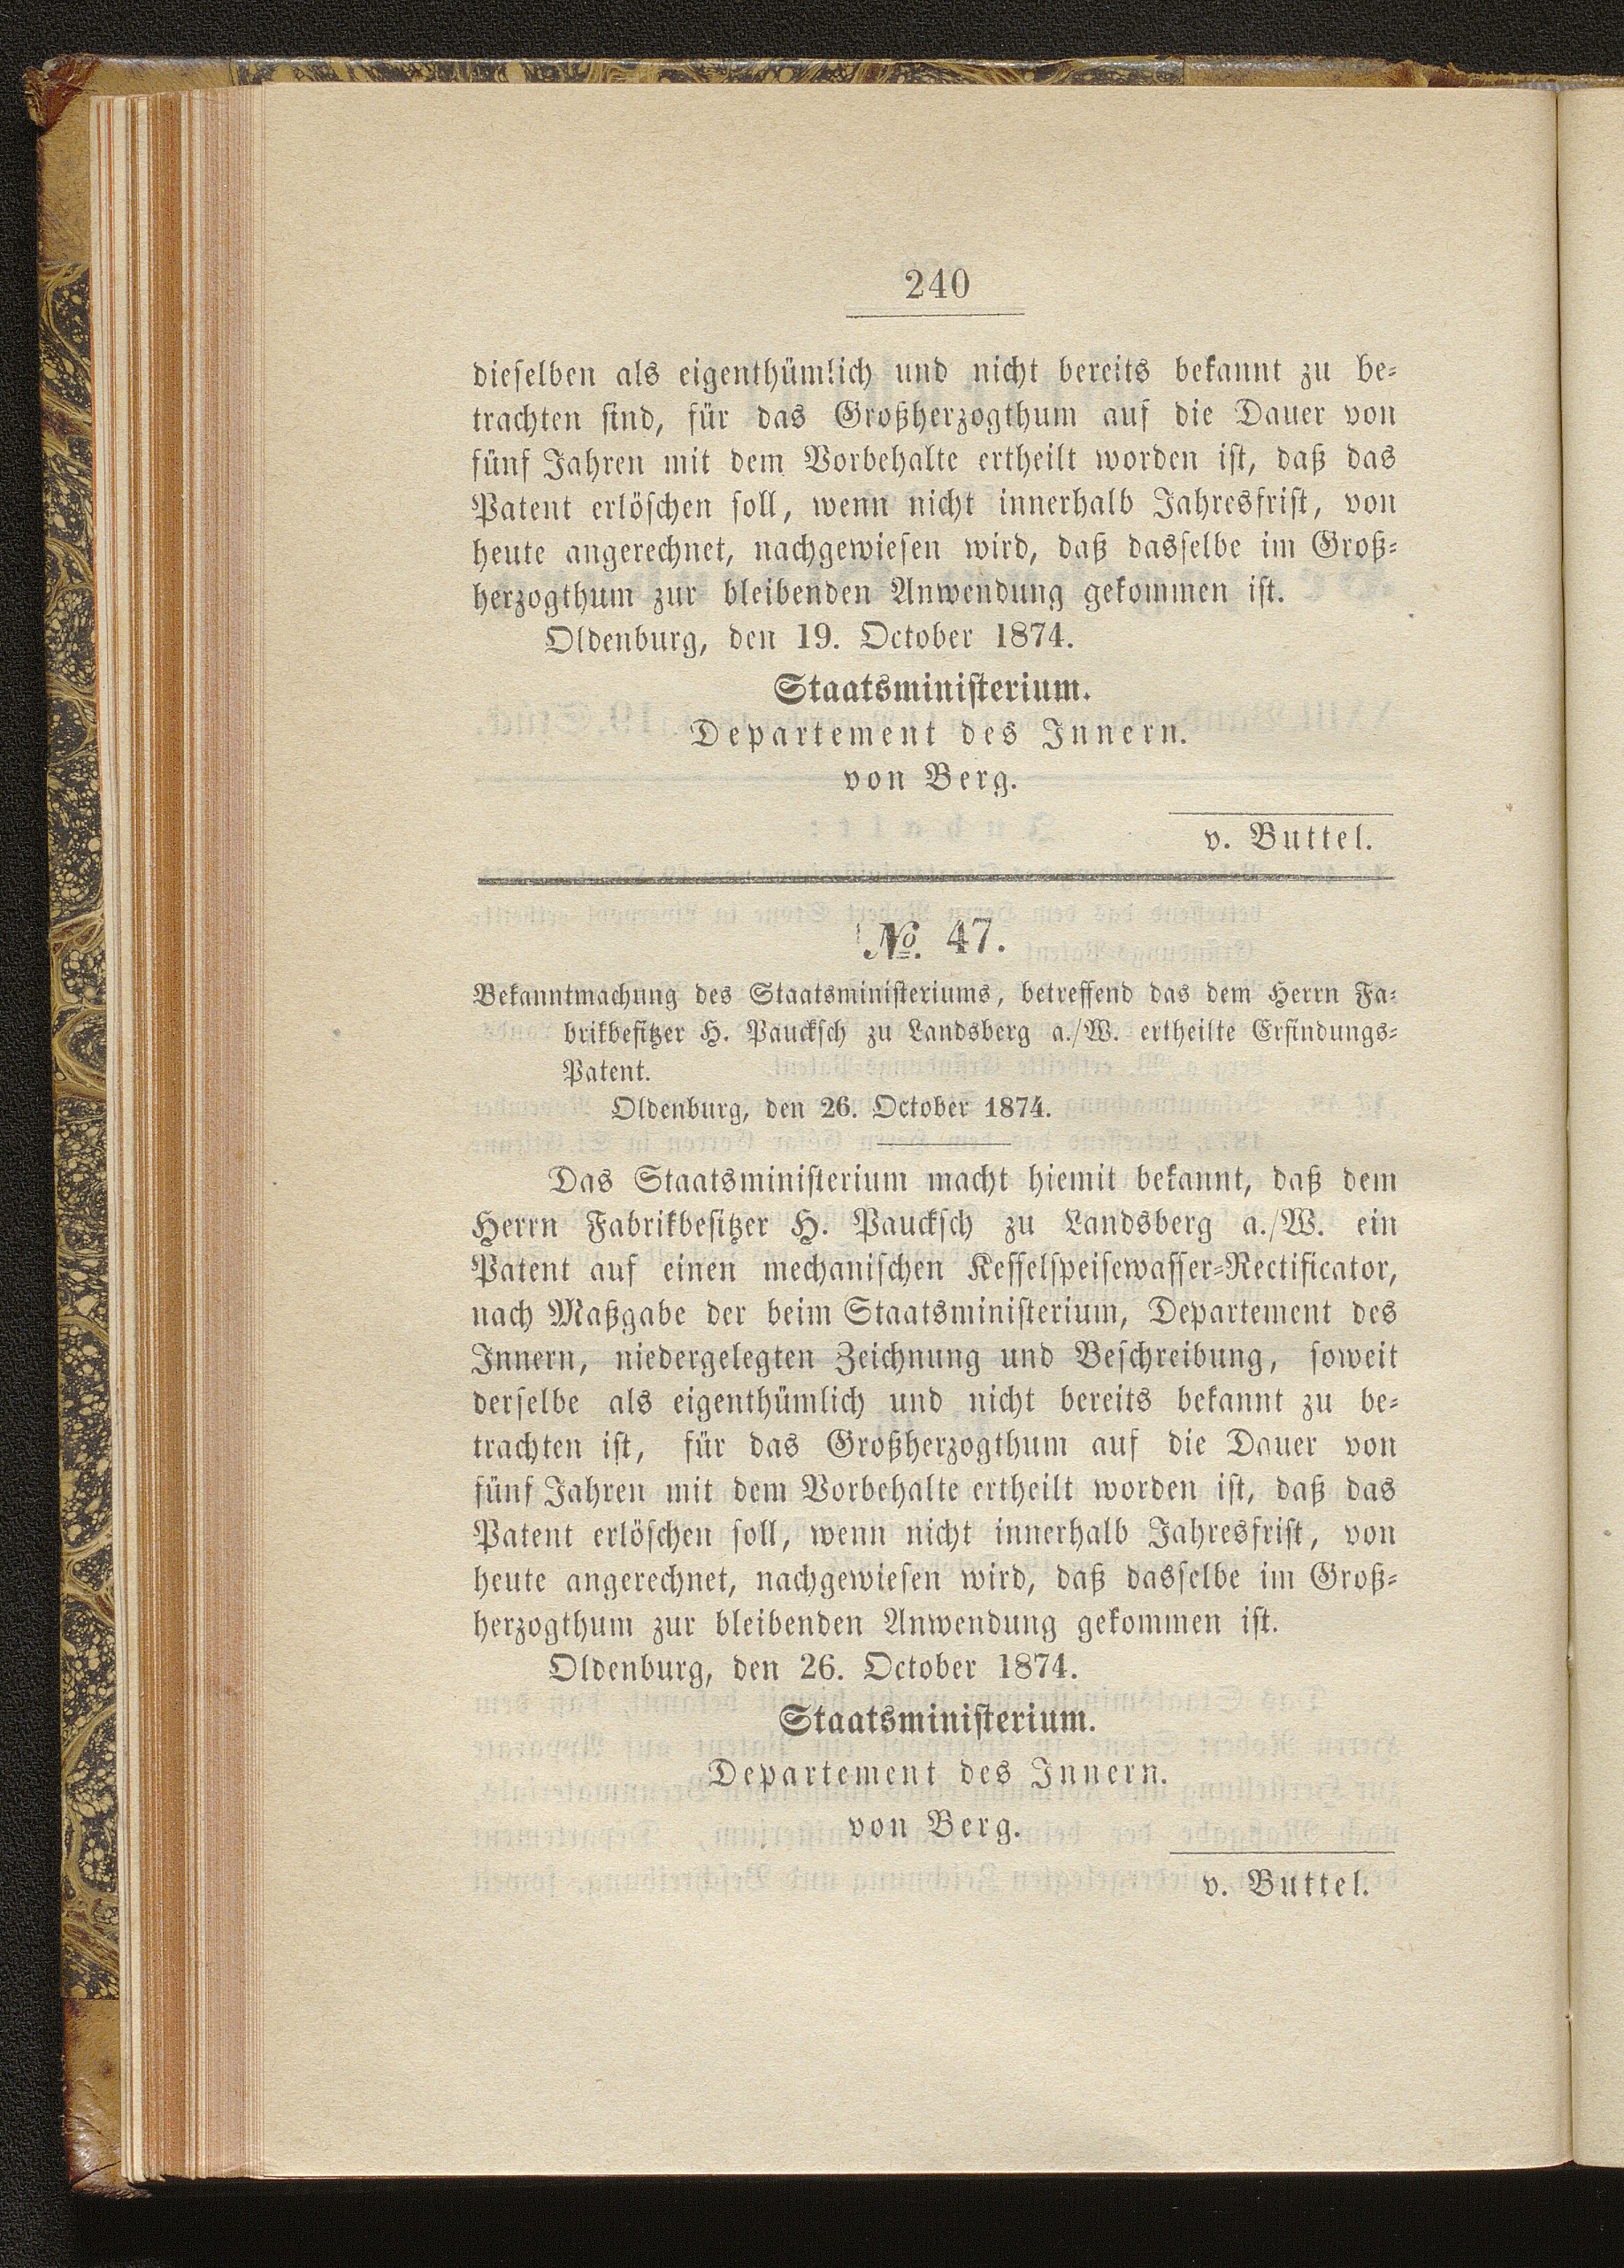 240
dieselben als eigenthümlich und nicht bereits bekannt zu be-
trachten sind, für das Großherzogthum auf die Dauer von
fünf Jahren mit dem Vorbehalte ertheilt worden ist, daß das
Patent erlöschen soll, wenn nicht innerhalb Jahresfrist, von
heute angerechnet, nachgewiesen wird, daß dasselbe im Groß-
herzogthum zur bleibenden Anwendung gekommen ist.
Oldenburg, den 19. October 1874.
Staatsministerium.
Departement des Innern.
von Berg.
v. Buttel.
№. 47.
Bekanntmachung des Staatsministeriums, betreffend das dem Herrn Fa-
brikbesitzer H. Paucksch zu Landsberg a./W. ertheilte Erfindungs-
Patent.
Oldenburg, den 26. October 1874.
Das Staatsministerium macht hiemit bekannt, daß dem
Herrn Fabrikbesitzer H. Paucksch zu Landsberg a./W. ein
Patent auf einen mechanischen Kesselspeisewasser-Rectificator,
nach Maßgabe der beim Staatsministerium, Departement des
Innern, niedergelegten Zeichnung und Beschreibung, soweit
derselbe als eigenthümlich und nicht bereits bekannt zu be-
trachten ist, für das Großherzogthum auf die Dauer von
fünf Jahren mit dem Vorbehalte ertheilt worden ist, daß das
Patent erlöschen soll, wenn nicht innerhalb Jahresfrist, von
heute angerechnet, nachgewiesen wird, daß dasselbe im Groß-
herzogthum zur bleibenden Anwendung gekommen ist.
Oldenburg, den 26. October 1874.
Staatsministerium.
Departement des Innern.
von Berg.
v. Buttel.